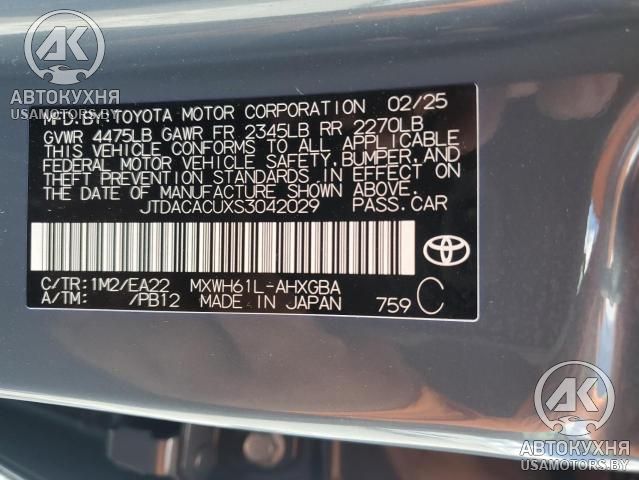 AK
АВТОКУХНЯ
USAMOTORS.BY
MFD.BY:TOYOTA MOTOR CORPORATION 02/25
GVWR 4475LB GAWR FR 2345LB RR 2270LB
THIS VEHICLE CONFORMS TO ALL APPLICABLE
FEDERAL MOTOR VEHICLE SAFETY,BUMPER,AND
THEFT PREVENTION STANDARDS IN EFFECT ON
THE DATE OF MANUFACTURE SHOWN ABOVE.
JTDACACUXS3042029 PASS.CAR
C/TR:1M2/EA22 MXWH61L-AHXGBA
A/TM: /PB12 MADE IN JAPAN 759 C
AK
АВТОКУХНЯ
USAMOTORS.BY